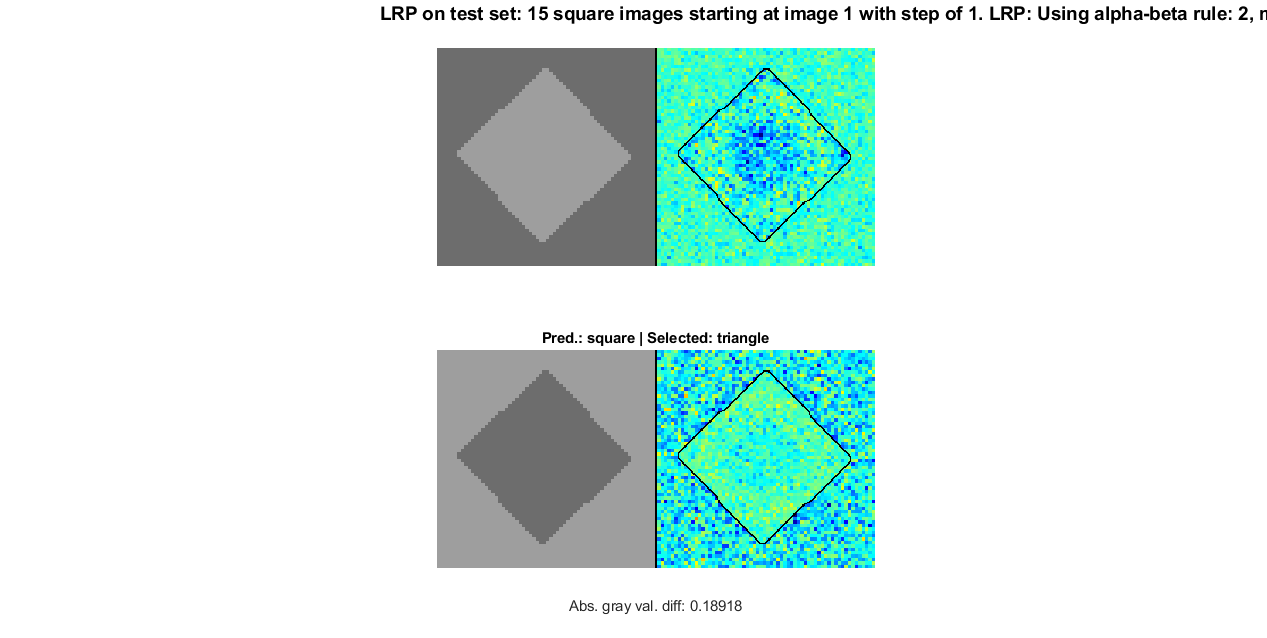 LRP on test set: 15 square images starting at image 1 with step of 1. LRP: Using alpha-beta rule: 2,
Pred.: square | Selected: triangle
Abs. gray val. diff: 0.18918